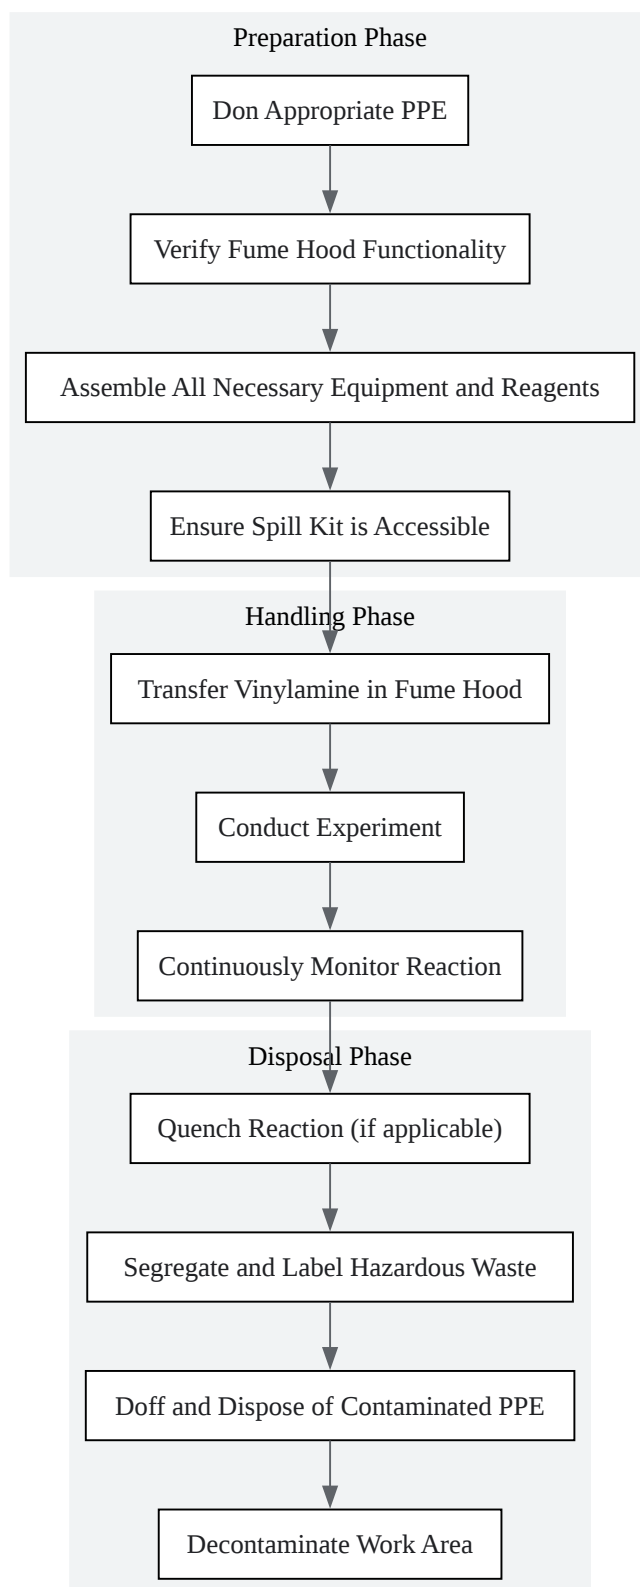 Preparation Phase
Don Appropriate PPE
Verify Fume Hood Functionality
Assemble All Necessary Equipment and Reagents
Ensure Spill Kit is Accessible
Handling Phase
Transfer Vinylamine in Fume Hood
Conduct Experiment
Continuously Monitor Reaction
Disposal Phase
Quench Reaction (if applicable)
Segregate and Label Hazardous Waste
Doff and Dispose of Contaminated PPE
Decontaminate Work Area